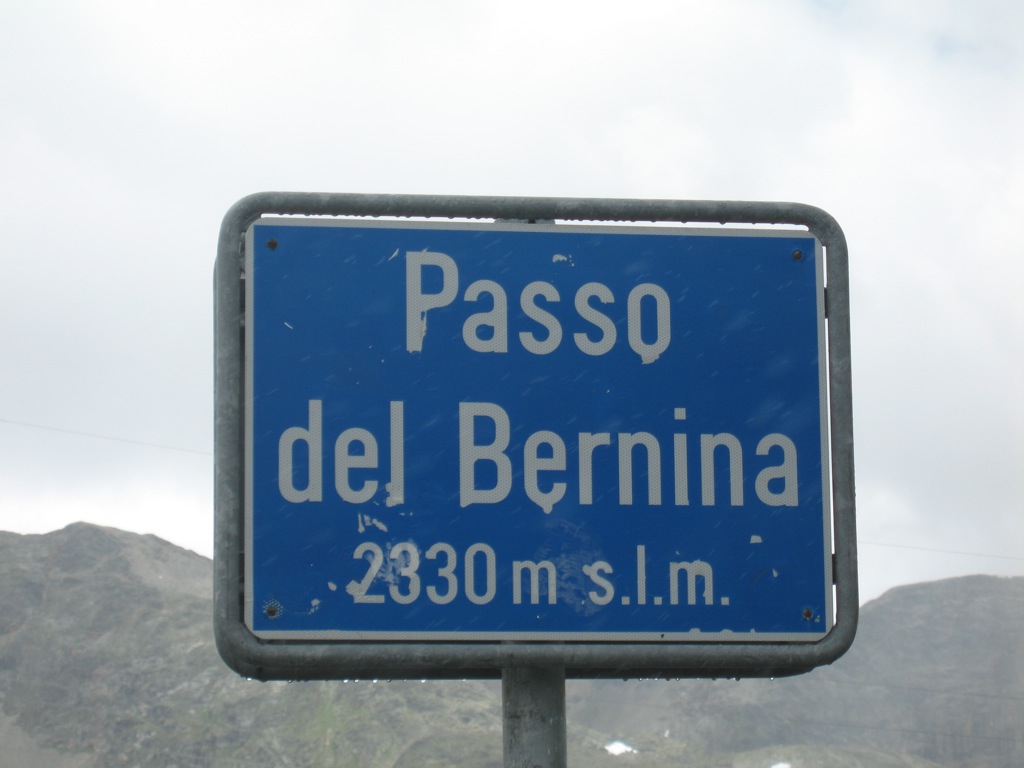 Passo
del Bernina
2330 m s.l.m.